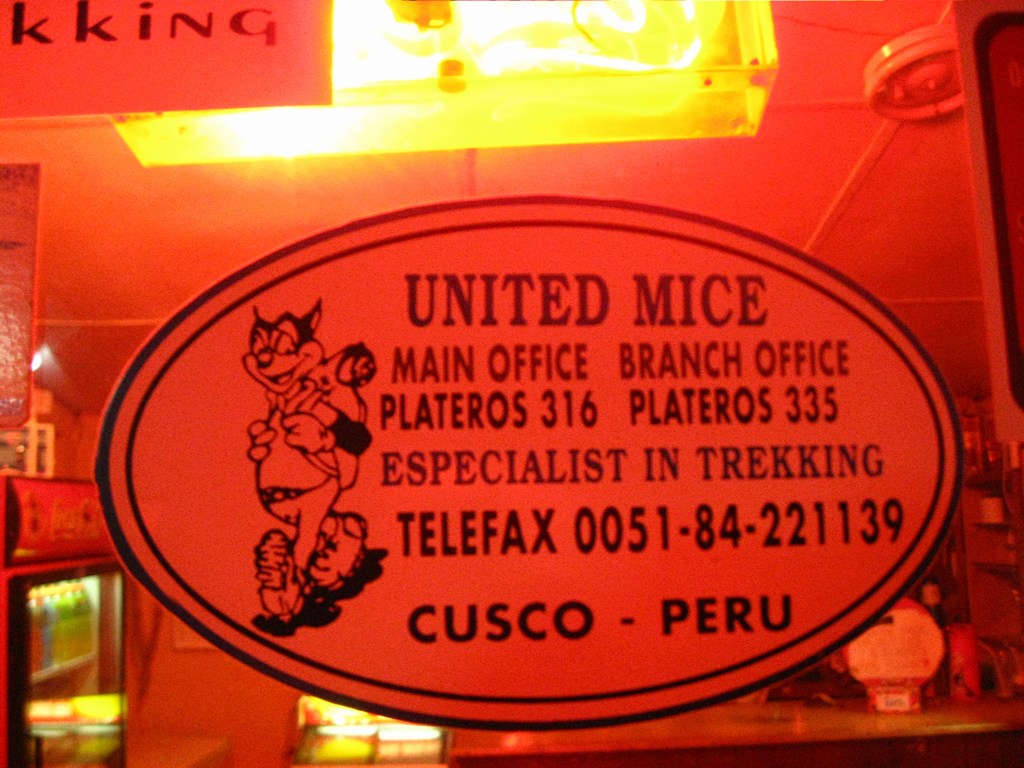 kking
UNITED MICE
MAIN OFFICE BRANCH OFFICE
PLATEROS 316 PLATEROS 335
ESPECIALIST IN TREKKING
TELEFAX 0051-84-221139
CUSCO - PERU